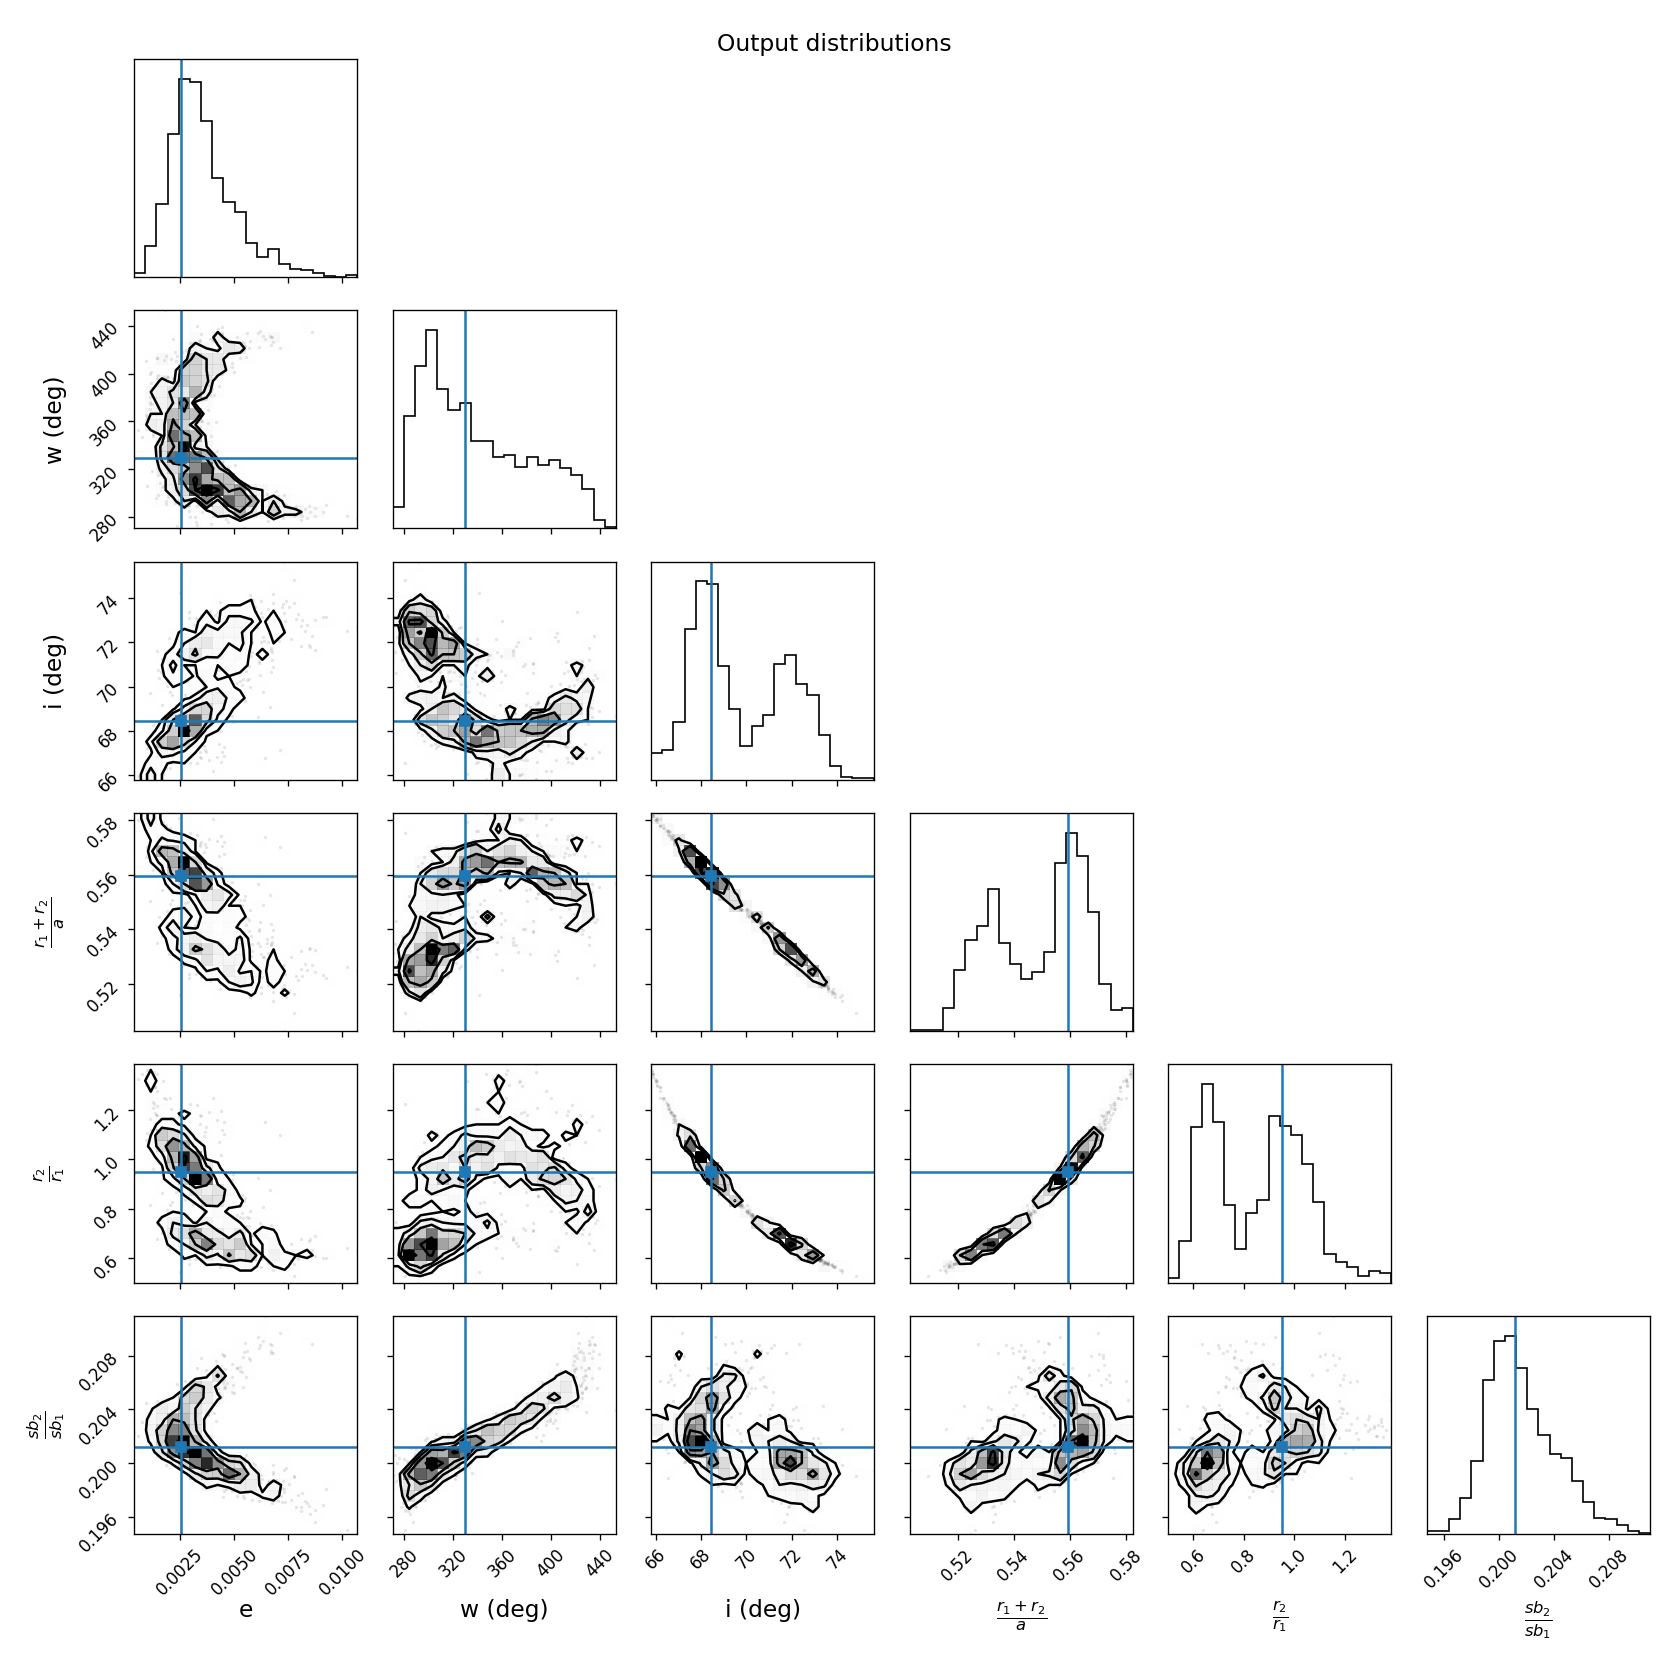 Output distributions
w (deg)
440
400
360
320
280
i (deg)
74
72
70
68
66
r₁ + r₂
a
0.58
0.56
0.54
0.52
r₂
r₁
1.2
1.0
0.8
0.6
sb₂
sb₁
0.208
0.204
0.200
0.196
0.0025 0.0050 0.0075 0.0100
280 320 360 400 440
66 68 70 72 74
0.52 0.54 0.56 0.58
0.6 0.8 1.0 1.2
0.196 0.200 0.204 0.208
e
w (deg)
i (deg)
r₁ + r₂
a
r₂
r₁
sb₂
sb₁